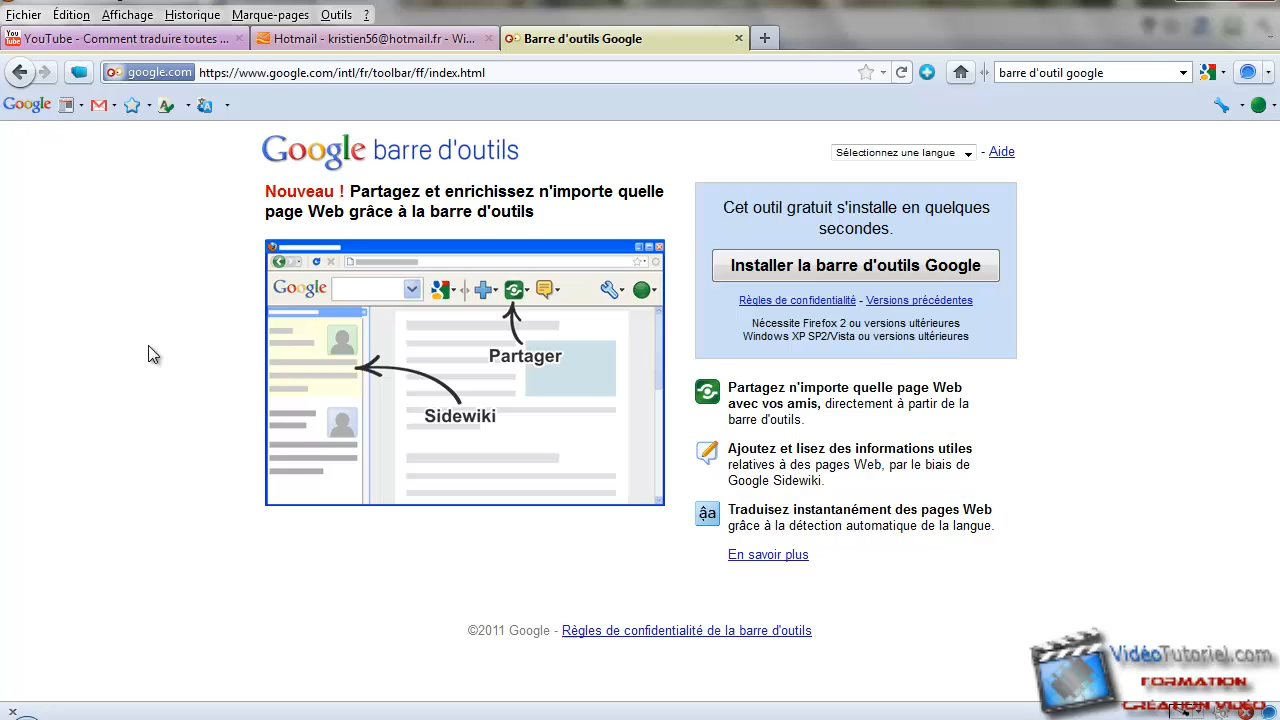 Fichier Édition Affichage Historique Marque-pages Outils ?
YouTube - Comment traduire toutes ... Hotmail - kristien56@hotmail.fr - Wi... Barre d'outils Google
google.com https://www.google.com/intl/fr/toolbar/ff/index.html barre d'outil google
Google
Google barre d'outils
Sélectionnez une langue - Aide
Nouveau ! Partagez et enrichissez n'importe quelle
page Web grâce à la barre d'outils
Google
Partager
Sidewiki
Cet outil gratuit s'installe en quelques
secondes.
Installer la barre d'outils Google
Règles de confidentialité - Versions précédentes
Nécessite Firefox 2 ou versions ultérieures
Windows XP SP2/Vista ou versions ultérieures
Partagez n'importe quelle page Web
avec vos amis, directement à partir de la
barre d'outils.
Ajoutez et lisez des informations utiles
relatives à des pages Web, par le biais de
Google Sidewiki.
ậa
Traduisez instantanément des pages Web
grâce à la détection automatique de la langue.
En savoir plus
©2011 Google - Règles de confidentialité de la barre d'outils
VidéoTutoriel.com
FORMATION
CRÉATION VIDÉO